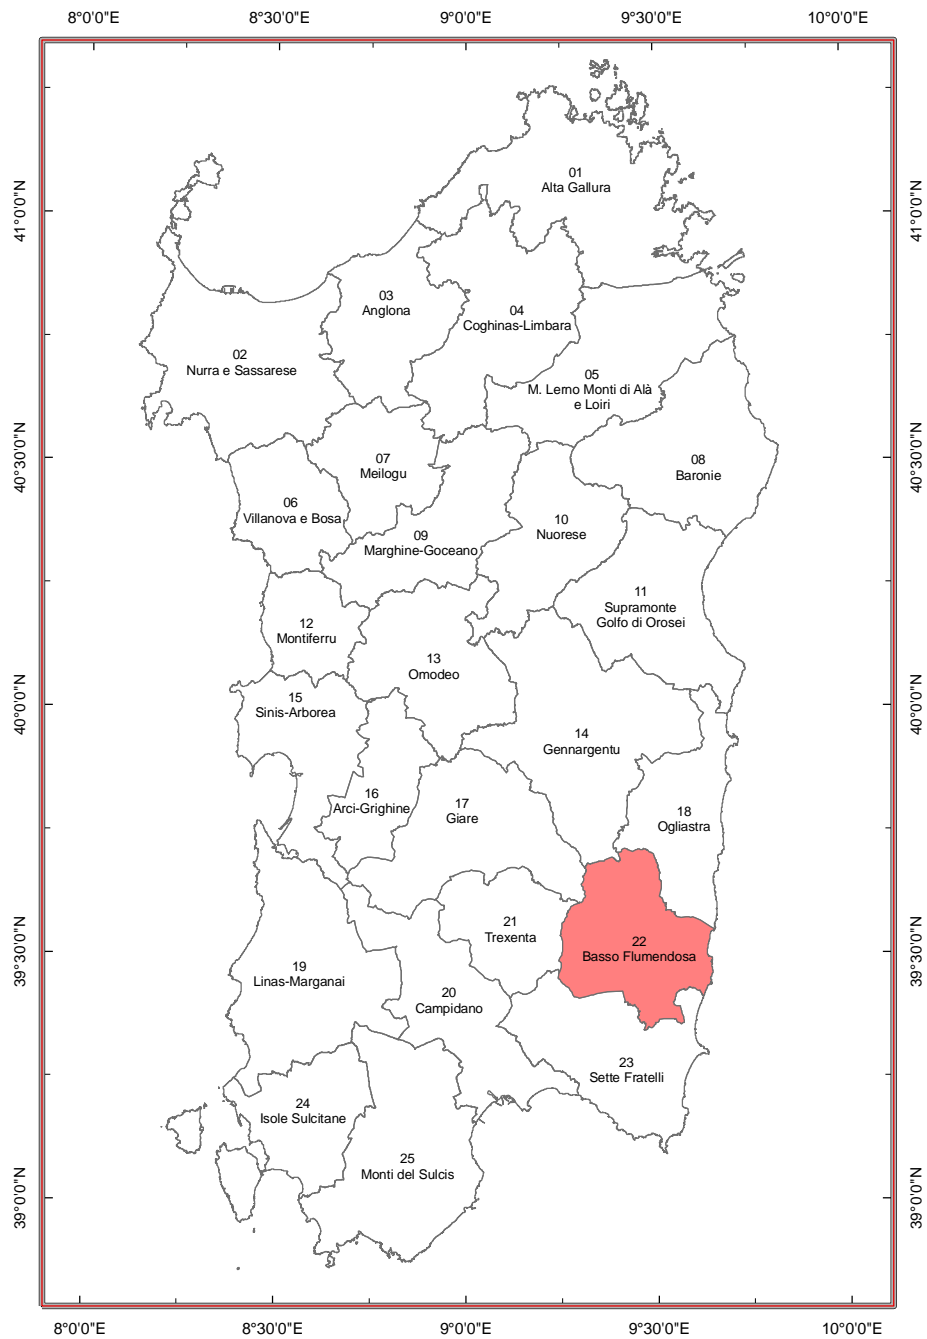 8°0'0"E 8°30'0"E 9°0'0"E 9°30'0"E 10°0'0"E
41°0'0"N
41°0'0"N
01
Alta Gallura
03
Anglona
04
Coghinas-Limbara
02
Nurra e Sassarese
05
M. Lerno Monti di Alà
e Loiri
40°30'0"N
40°30'0"N
07
Meilogu
08
Baronie
06
Villanova e Bosa
10
Nuorese
09
Marghine-Goceano
11
Supramonte
Golfo di Orosei
12
Montiferru
13
Omodeo
40°0'0"N
40°0'0"N
15
Sinis-Arborea
14
Gennargentu
16
Arci-Grighine
17
Giare
18
Ogliastra
39°30'0"N
39°30'0"N
21
Trexenta
22
Basso Flumendosa
19
Linas-Marganai
20
Campidano
23
Sette Fratelli
24
Isole Sulcitane
25
Monti del Sulcis
39°0'0"N
39°0'0"N
8°0'0"E 8°30'0"E 9°0'0"E 9°30'0"E 10°0'0"E